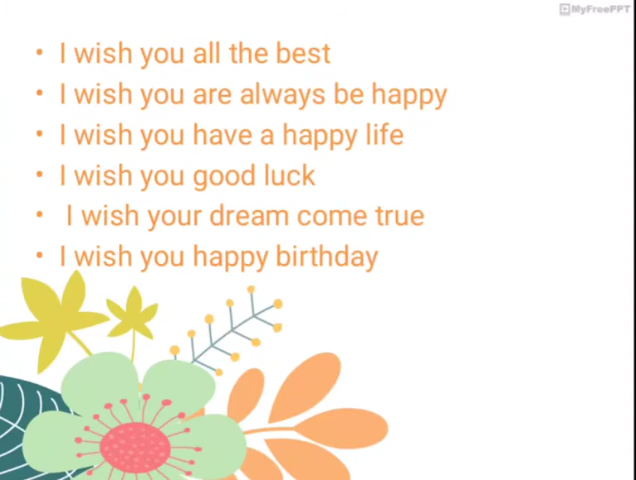 MyFreePPT
• I wish you all the best
• I wish you are always be happy
• I wish you have a happy life
• I wish you good luck
• I wish your dream come true
• I wish you happy birthday